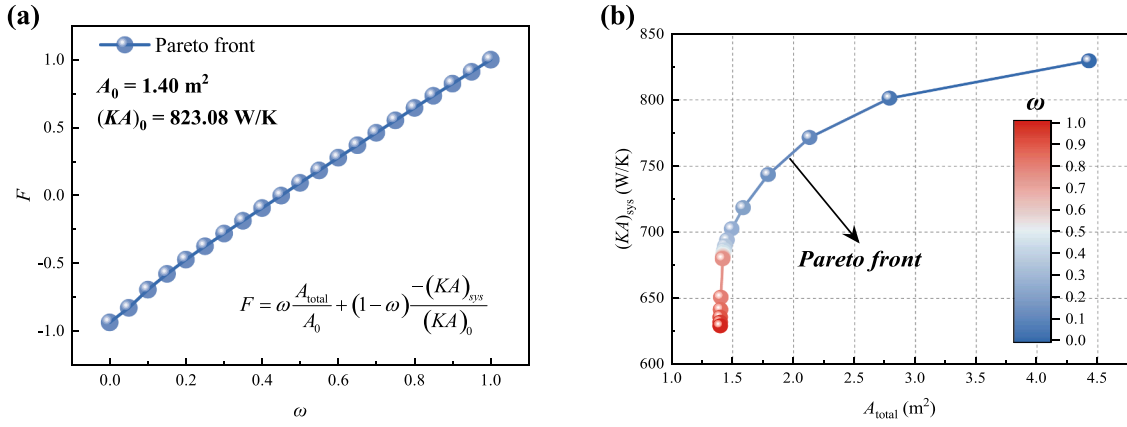 (a)
Pareto front
A₀ = 1.40 m²
(KA)₀ = 823.08 W/K
F
1.0
0.5
0.0
-0.5
-1.0
F = ω A_total/A₀ + (1−ω) −(KA)_sys/(KA)₀
0.0 0.2 0.4 0.6 0.8 1.0
ω
(b)
(KA)sys (W/K)
850
800
750
700
650
600
Pareto front
ω
1.0
0.9
0.8
0.7
0.6
0.5
0.4
0.3
0.2
0.1
0.0
1.0 1.5 2.0 2.5 3.0 3.5 4.0 4.5
A_total (m²)